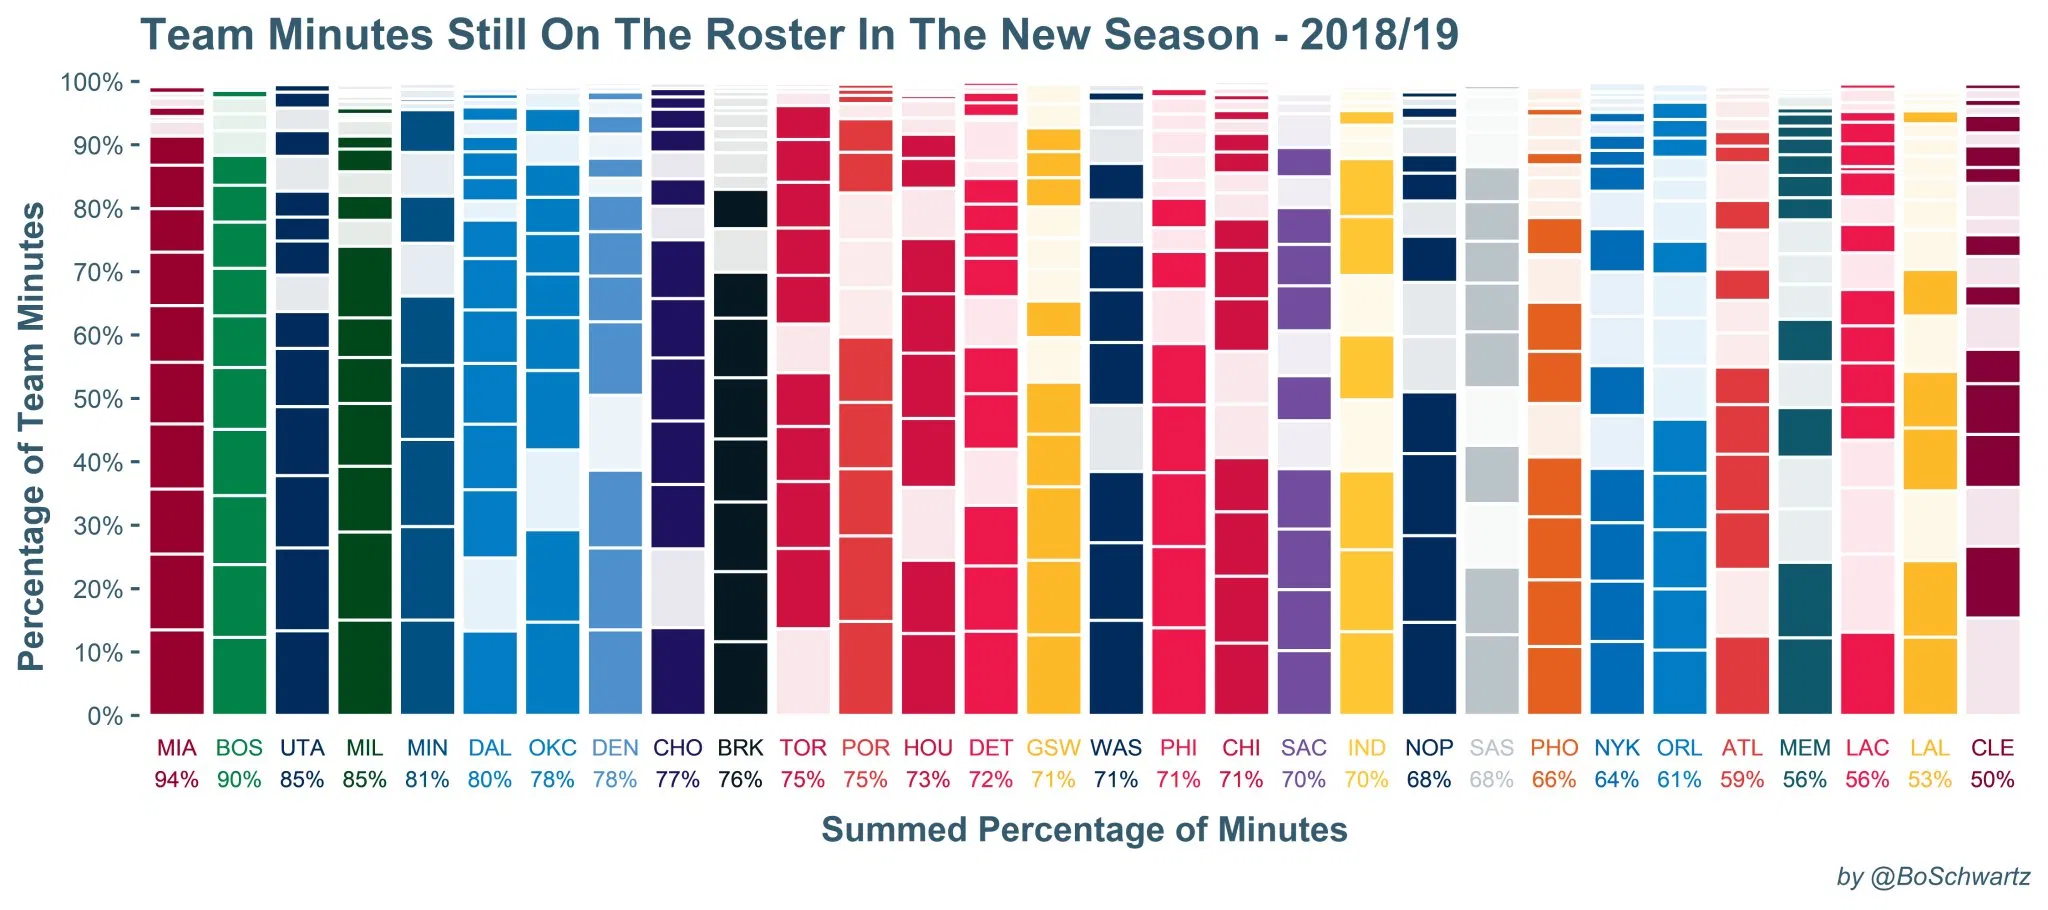 Team Minutes Still On The Roster In The New Season - 2018/19
Percentage of Team Minutes
100%
90%
80%
70%
60%
50%
40%
30%
20%
10%
0%
MIA BOS UTA MIL MIN DAL OKC DEN CHO BRK TOR POR HOU DET GSW WAS PHI CHI SAC IND NOP SAS PHO NYK ORL ATL MEM LAC LAL CLE
94% 90% 85% 85% 81% 80% 78% 78% 77% 76% 75% 75% 73% 72% 71% 71% 71% 71% 70% 70% 68% 68% 66% 64% 61% 59% 56% 56% 53% 50%
Summed Percentage of Minutes
by @BoSchwartz